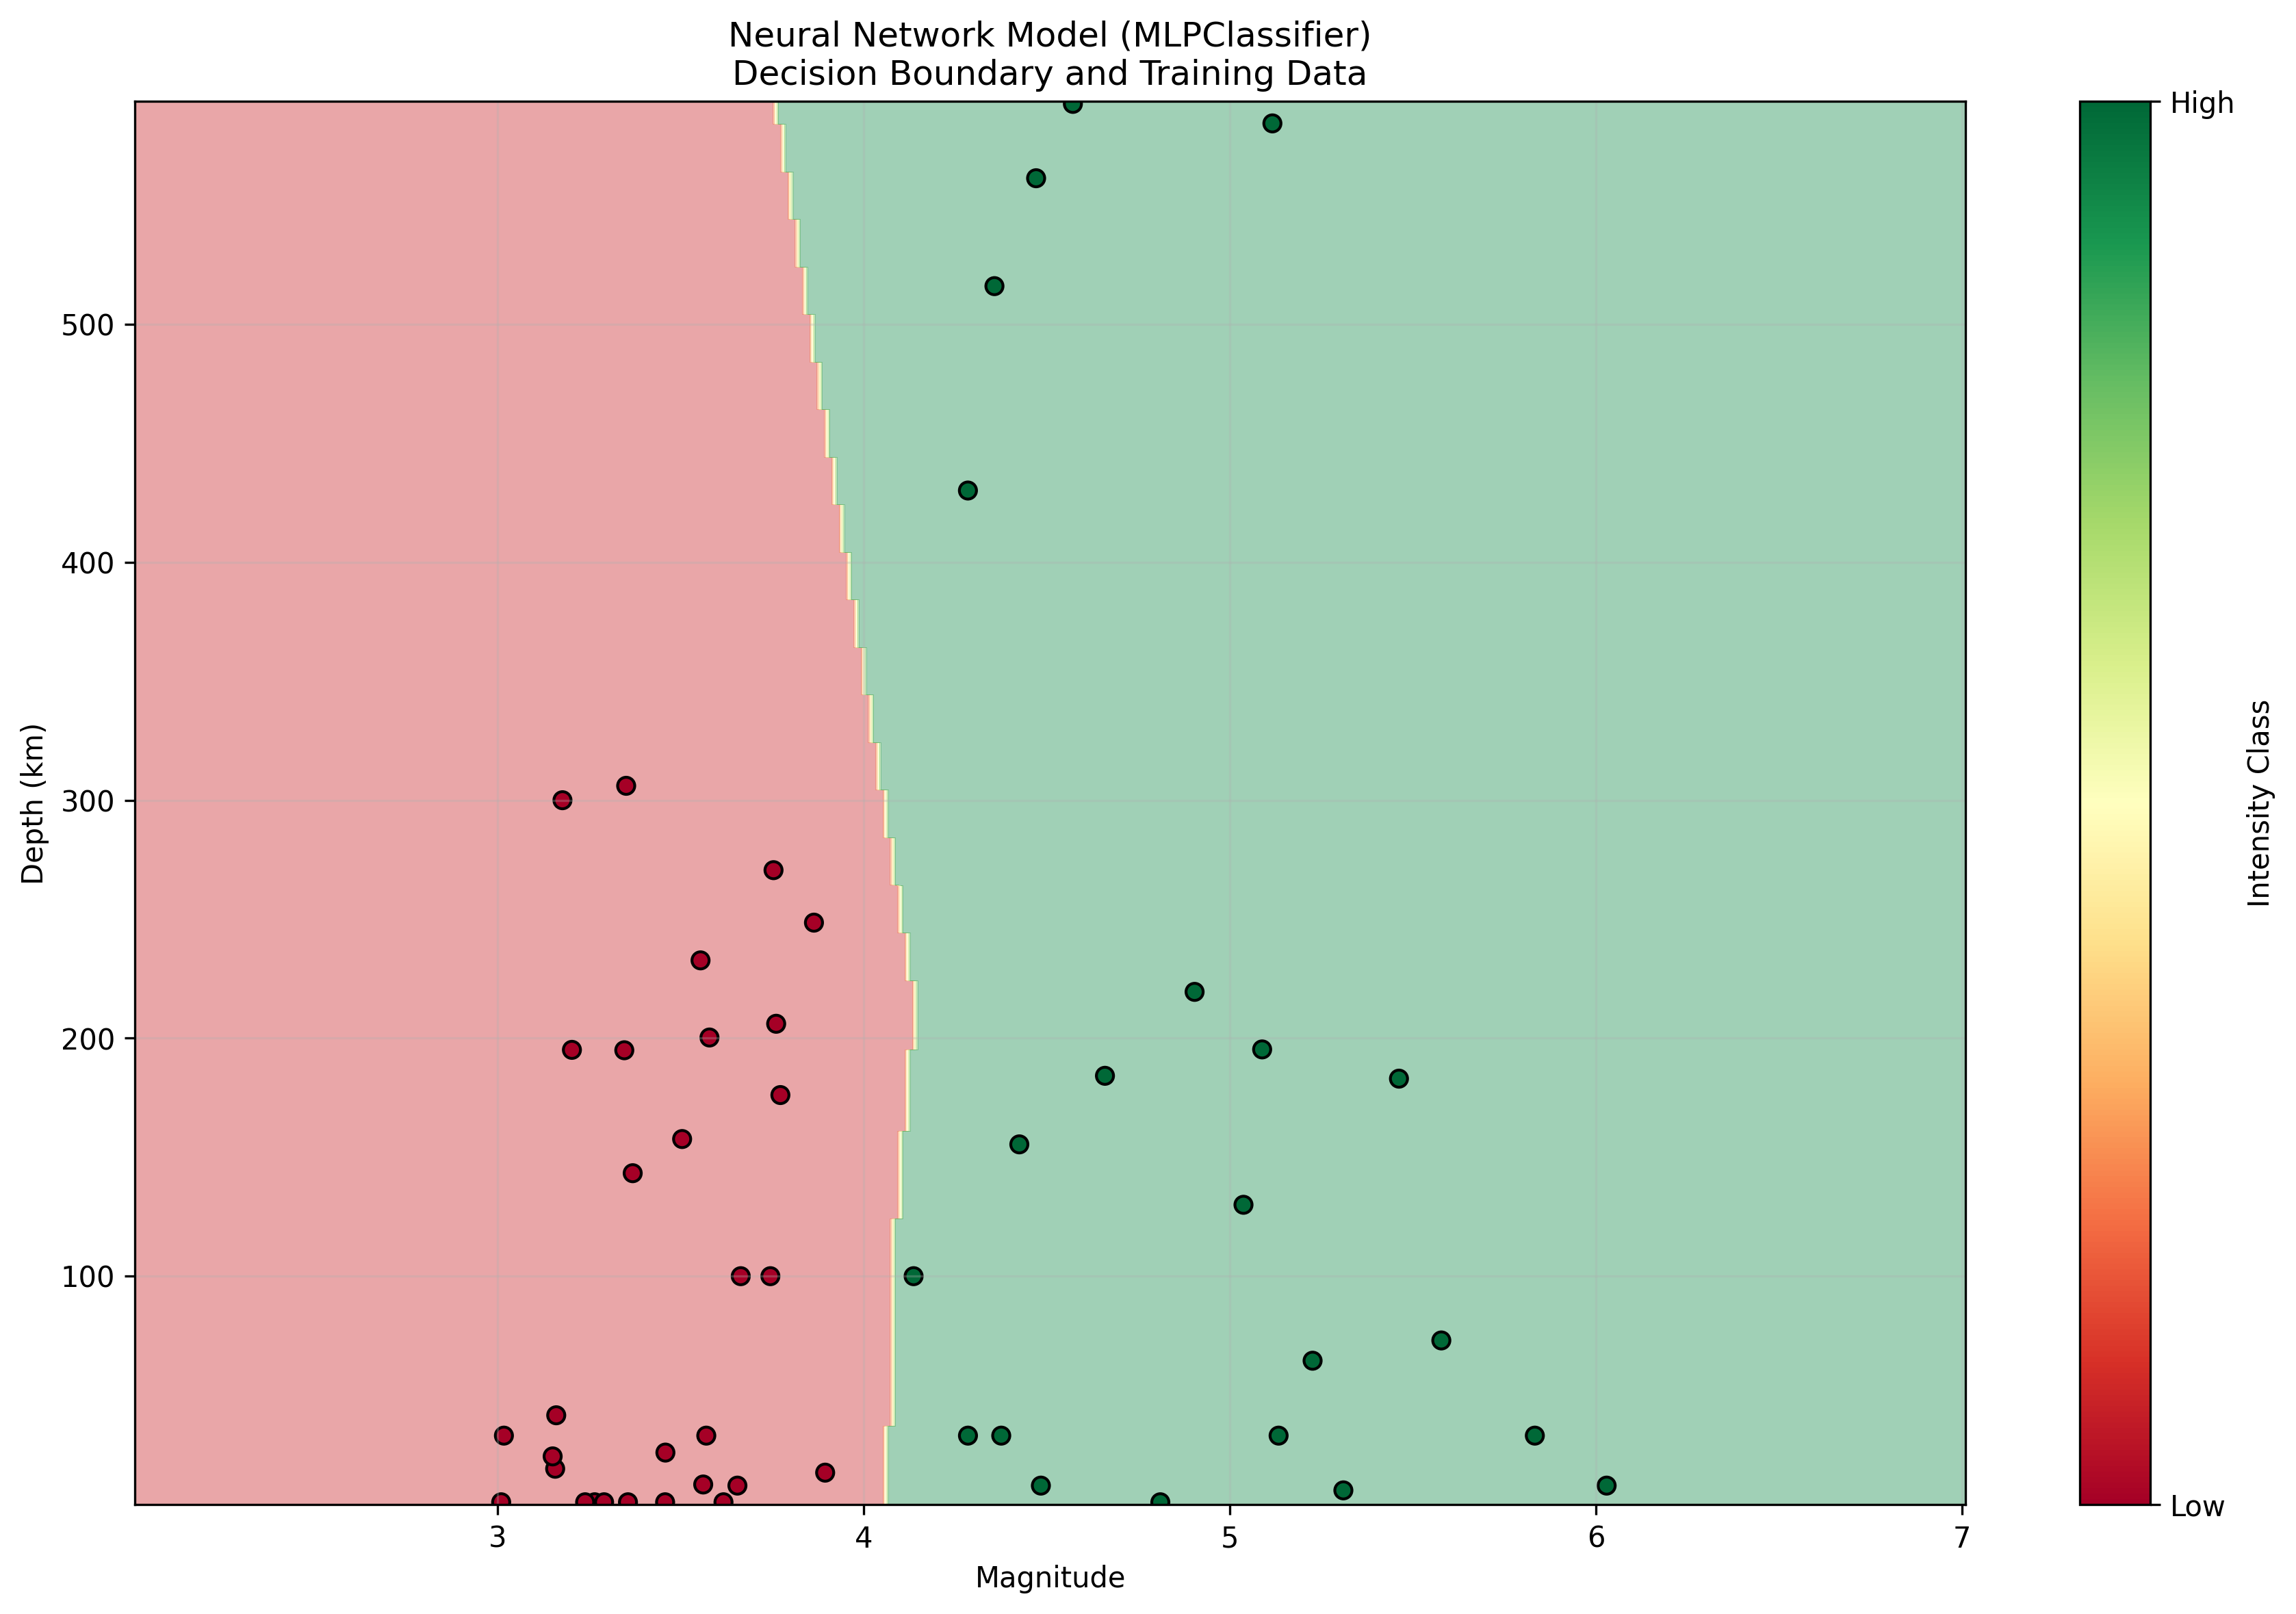 Neural Network Model (MLPClassifier)
Decision Boundary and Training Data
High
500
400
300
200
100
Depth (km)
Intensity Class
Low
3
4
5
6
7
Magnitude